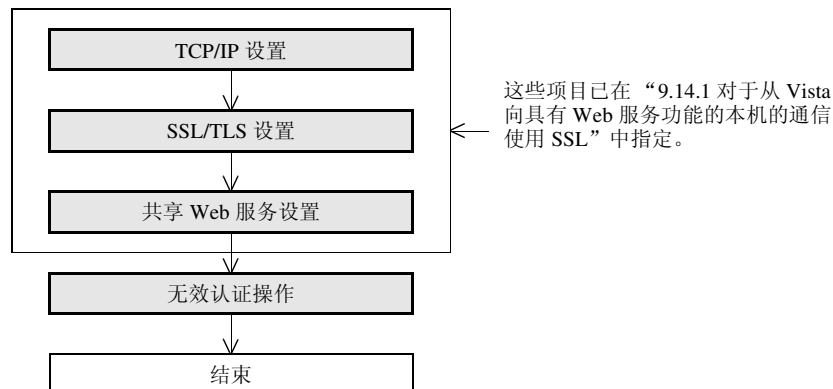 TCP/IP 设置
SSL/TLS 设置
共享 Web 服务设置
无效认证操作
结束
这些项目已在 “9.14.1 对于从 Vista
向具有 Web 服务功能的本机的通信
使用 SSL”中指定。